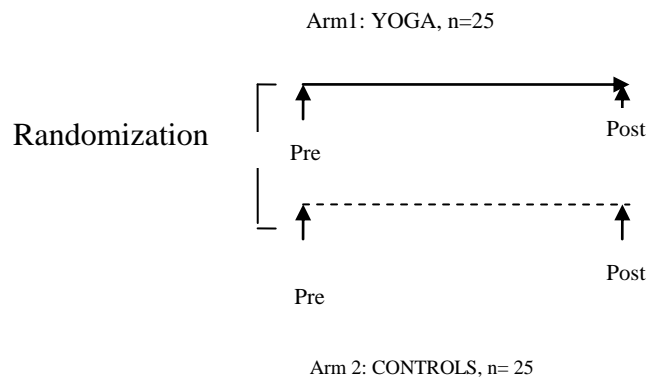 Arm1: YOGA, n=25
Randomization
Pre
Post
Pre
Post
Arm 2: CONTROLS, n= 25